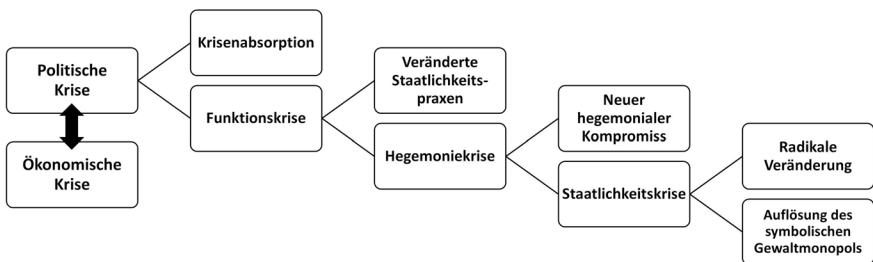 Politische
Krise
Ökonomische
Krise
Krisenabsorption
Funktionskrise
Veränderte
Staatlichkeits-
praxen
Hegemoniekrise
Neuer
hegemonialer
Kompromiss
Staatlichkeitskrise
Radikale
Veränderung
Auflösung des
symbolischen
Gewaltmonopols